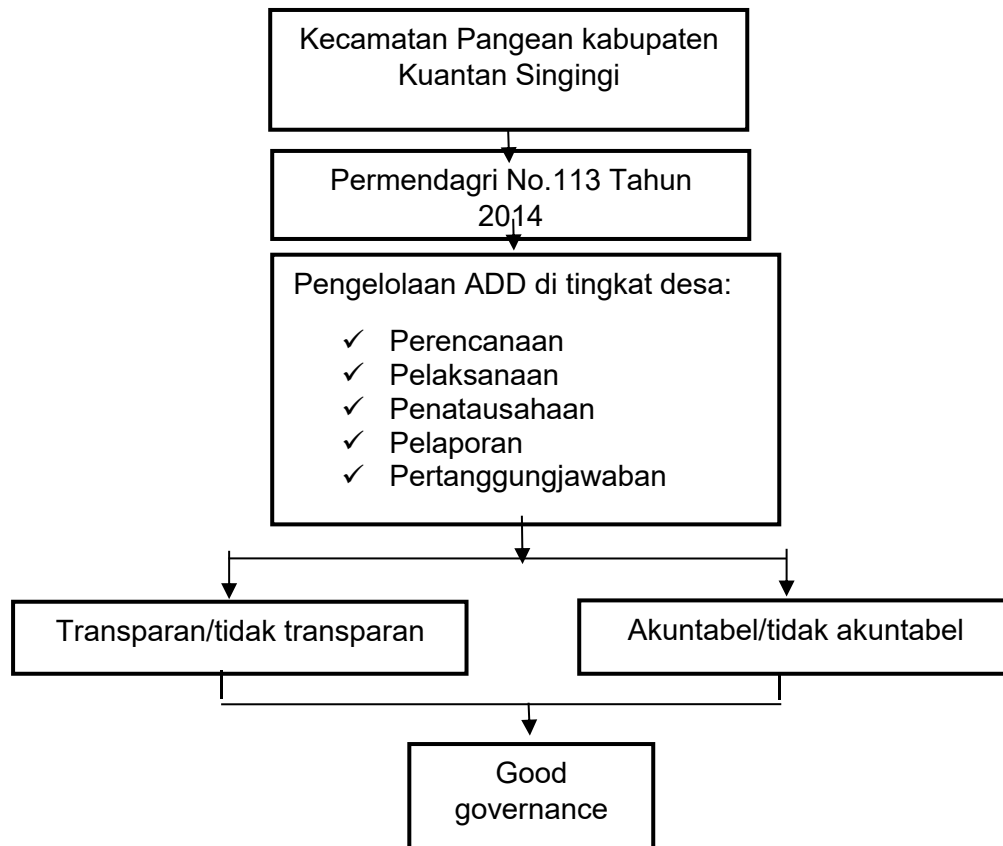 Kecamatan Pangean kabupaten
Kuantan Singingi
Permendagri No.113 Tahun
2014
Pengelolaan ADD di tingkat desa:
✓ Perencanaan
✓ Pelaksanaan
✓ Penatausahaan
✓ Pelaporan
✓ Pertanggungjawaban
Transparan/tidak transparan
Akuntabel/tidak akuntabel
Good
governance